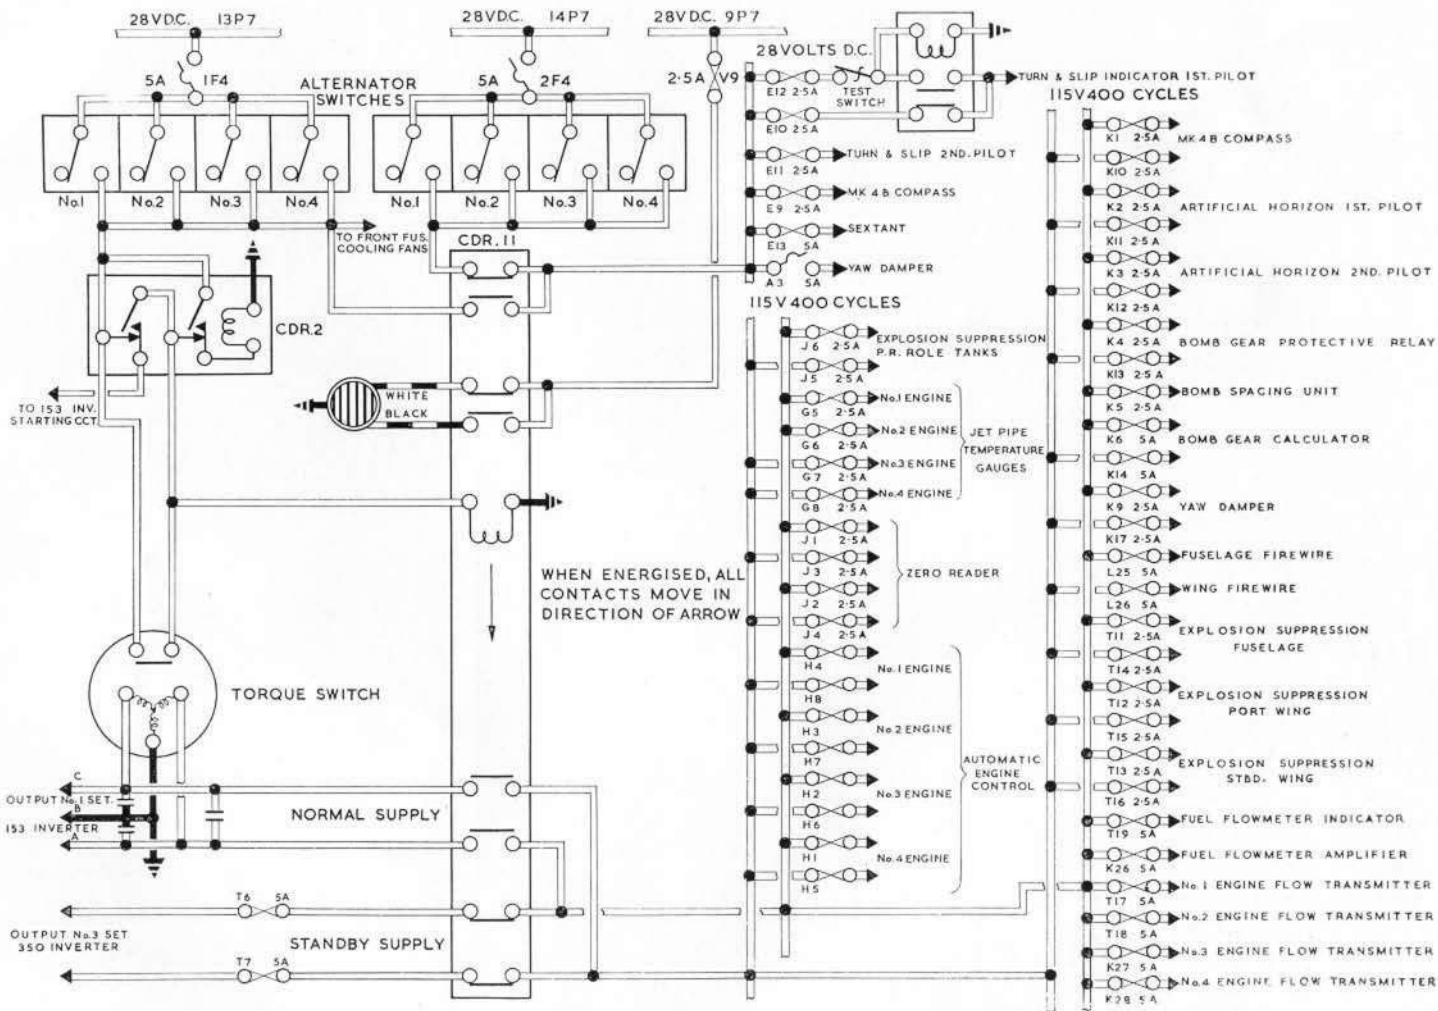 28V D.C. 13P7
5A 1F4
ALTERNATOR
SWITCHES
No.1
No.2
No.3
No.4
28V D.C. 14P7
5A 2F4
No.1
No.2
No.3
No.4
TO FRONT FUS.
COOLING FANS
CDR.2
TO 153 INV.
STARTING CCT.
CDR.11
WHITE
BLACK
WHEN ENERGISED, ALL
CONTACTS MOVE IN
DIRECTION OF ARROW
TORQUE SWITCH
C
OUTPUT No.1 SET.
B
153 INVERTER
A
NORMAL SUPPLY
T6 5A
OUTPUT No.3 SET
350 INVERTER
STANDBY SUPPLY
T7 5A
28V D.C. 9P7
2·5A V9
28 VOLTS D.C.
E12 2·5A
TEST
SWITCH
TURN & SLIP INDICATOR 1ST. PILOT
E10 2·5A
TUHN & SLIP 2ND. PILOT
E11 2·5A
MK 4B COMPASS
E9 2·5A
SEXTANT
E13 5A
YAW DAMPER
A3 5A
115V 400 CYCLES
J6 2·5A
EXPLOSION SUPPRESSION
P.R. ROLE TANKS
J5 2·5A
No.1 ENGINE
G5 2·5A
No.2 ENGINE
G6 2·5A
No.3 ENGINE
G7 2·5A
No.4 ENGINE
G8 2·5A
JET PIPE
TEMPERATURE
GAUGES
J1 2·5A
J3 2·5A
ZERO READER
J2 2·5A
J4 2·5A
H4
No.1 ENGINE
H8
H3
No.2 ENGINE
H7
AUTOMATIC
ENGINE
CONTROL
H2
No.3 ENGINE
H6
H1
No.4 ENGINE
H5
115V 400 CYCLES
K1 2·5A
MK 4B COMPASS
K10 2·5A
K2 2·5A
ARTIFICIAL HORIZON 1ST. PILOT
K11 2·5A
K3 2·5A
ARTIFICIAL HORIZON 2ND. PILOT
K12 2·5A
K4 2·5A
BOMB GEAR PROTECTIVE RELAY
K13 2·5A
BOMB SPACING UNIT
K5 2·5A
K6 5A
BOMB GEAR CALCULATOR
K14 5A
K9 2·5A
YAW DAMPER
K17 2·5A
FUSELAGE FIREWIRE
L25 5A
WING FIREWIRE
L26 5A
T11 2·5A
EXPLOSION SUPPRESSION
FUSELAGE
T14 2·5A
T12 2·5A
EXPLOSION SUPPRESSION
PORT WING
T15 2·5A
T13 2·5A
EXPLOSION SUPPRESSION
STBD. WING
T16 2·5A
FUEL FLOWMETER INDICATOR
T19 5A
FUEL FLOWMETER AMPLIFIER
K26 5A
No.1 ENGINE FLOW TRANSMITTER
T17 5A
No.2 ENGINE FLOW TRANSMITTER
T18 5A
No.3 ENGINE FLOW TRANSMITTER
K27 5A
No.4 ENGINE FLOW TRANSMITTER
K28 5A